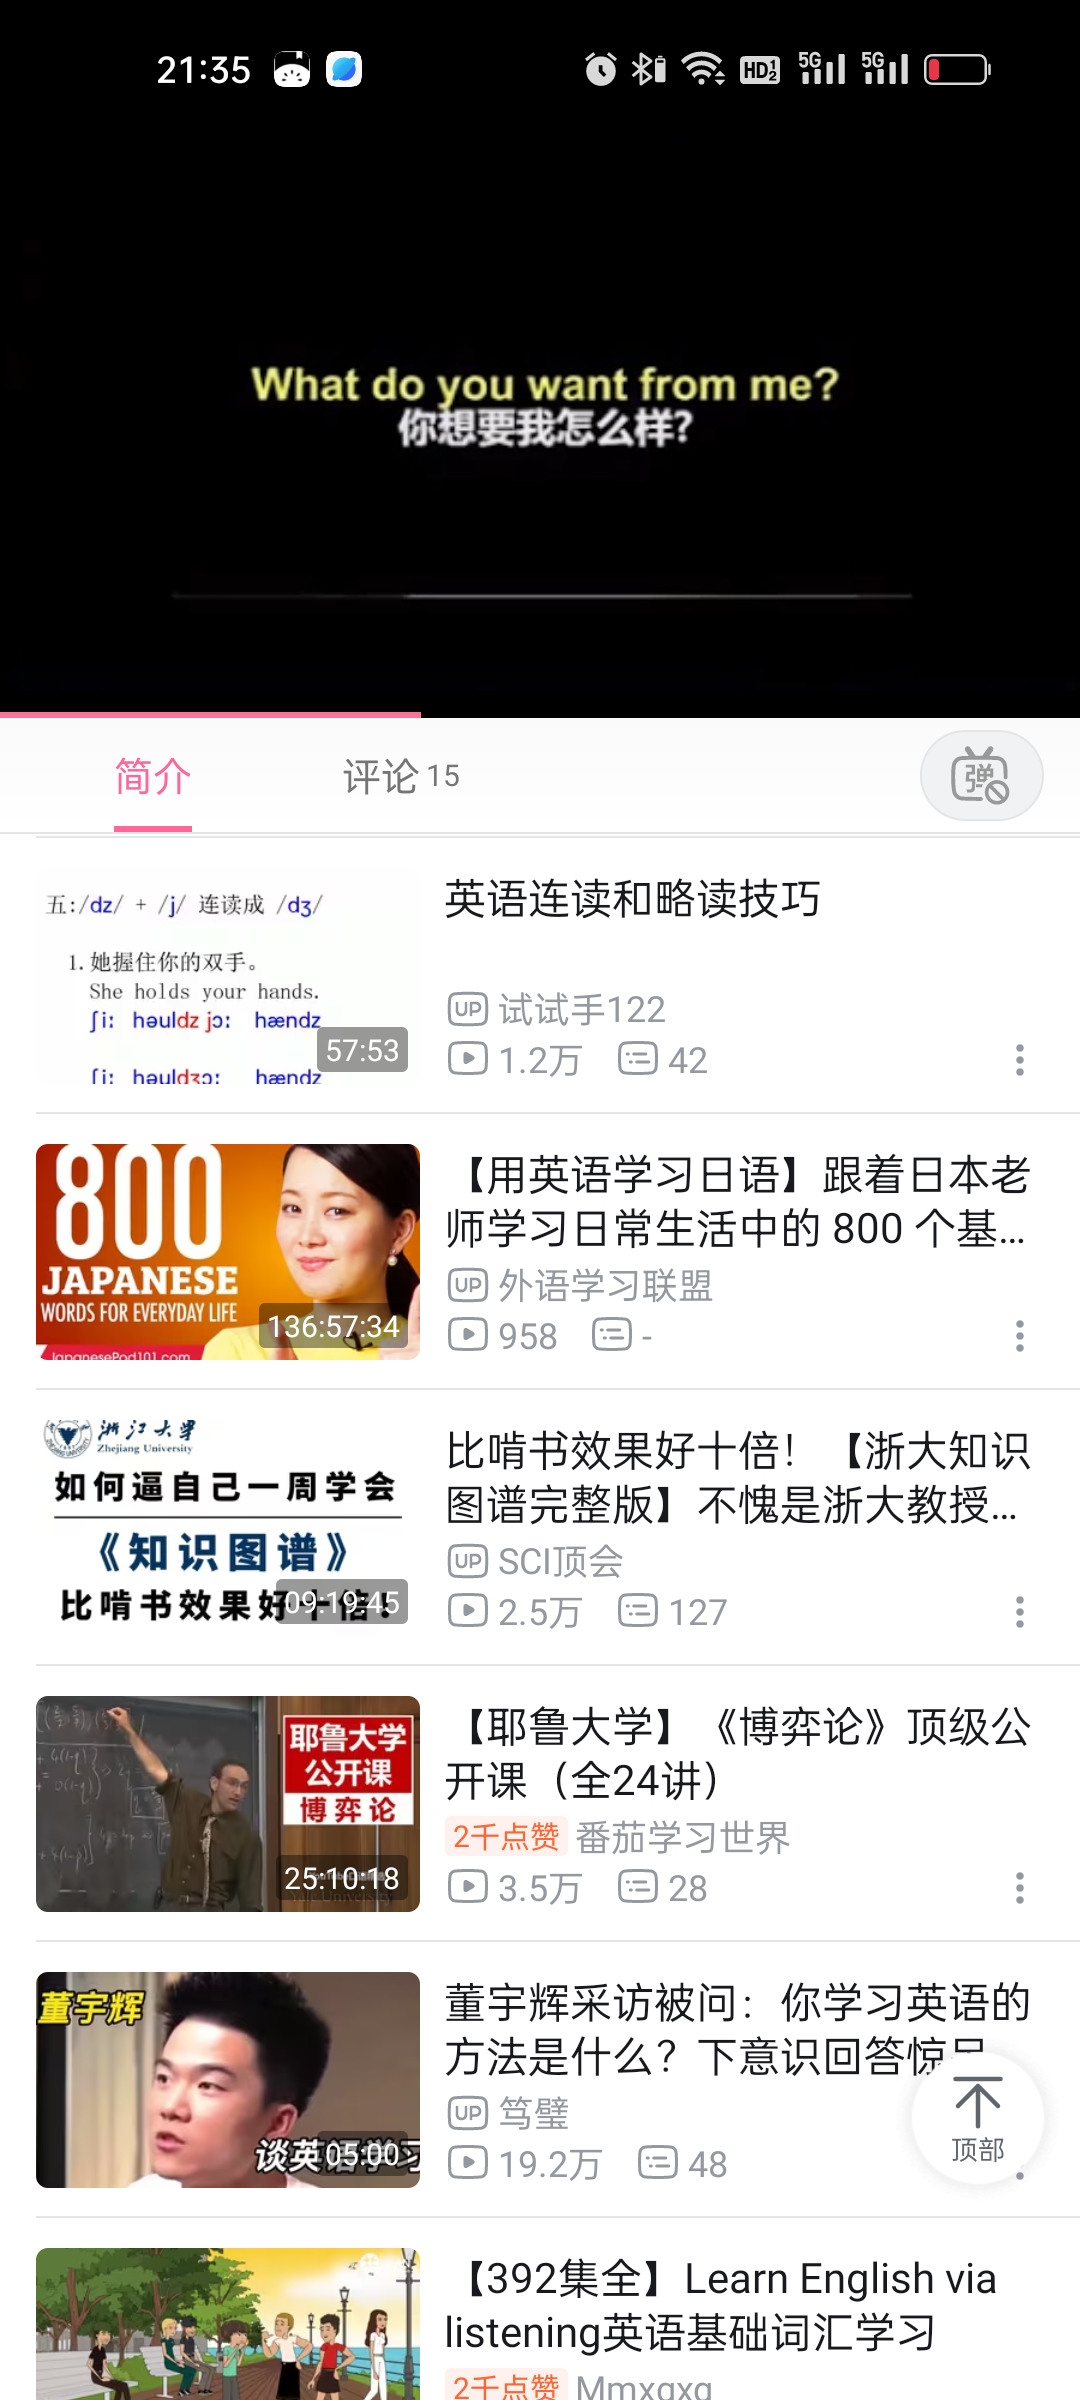 21:35
HD 1 2
5G
5G
What do you want from me?
你想要我怎么样?
简介
评论 15
弹
五:/dz/ + /j/ 连读成 /dʒ/
1. 她握住你的双手。
She holds your hands.
ʃiː həuldz jɔː hændz
ʃiː həuldʒɔː hændz
57:53
英语连读和略读技巧
UP 试试手122
1.2万 42
800
JAPANESE
WORDS FOR EVERYDAY LIFE
JapanesePod101.com
136:57:34
【用英语学习日语】跟着日本老
师学习日常生活中的 800 个基…
UP 外语学习联盟
958 -
浙江大学
Zhejiang University
如何逼自己一周学会
《知识图谱》
比啃书效果好十倍!
09:19:45
比啃书效果好十倍！【浙大知识
图谱完整版】不愧是浙大教授…
UP SCI顶会
2.5万 127
耶鲁大学
公开课
博弈论
25:10:18
【耶鲁大学】《博弈论》顶级公
开课（全24讲）
2千点赞 番茄学习世界
3.5万 28
董宇辉
谈英语学习
05:00
董宇辉采访被问：你学习英语的
方法是什么？下意识回答惊
UP 笃璧
19.2万 48
顶部
【392集全】Learn English via
listening英语基础词汇学习
2千点赞 Mmxgxg